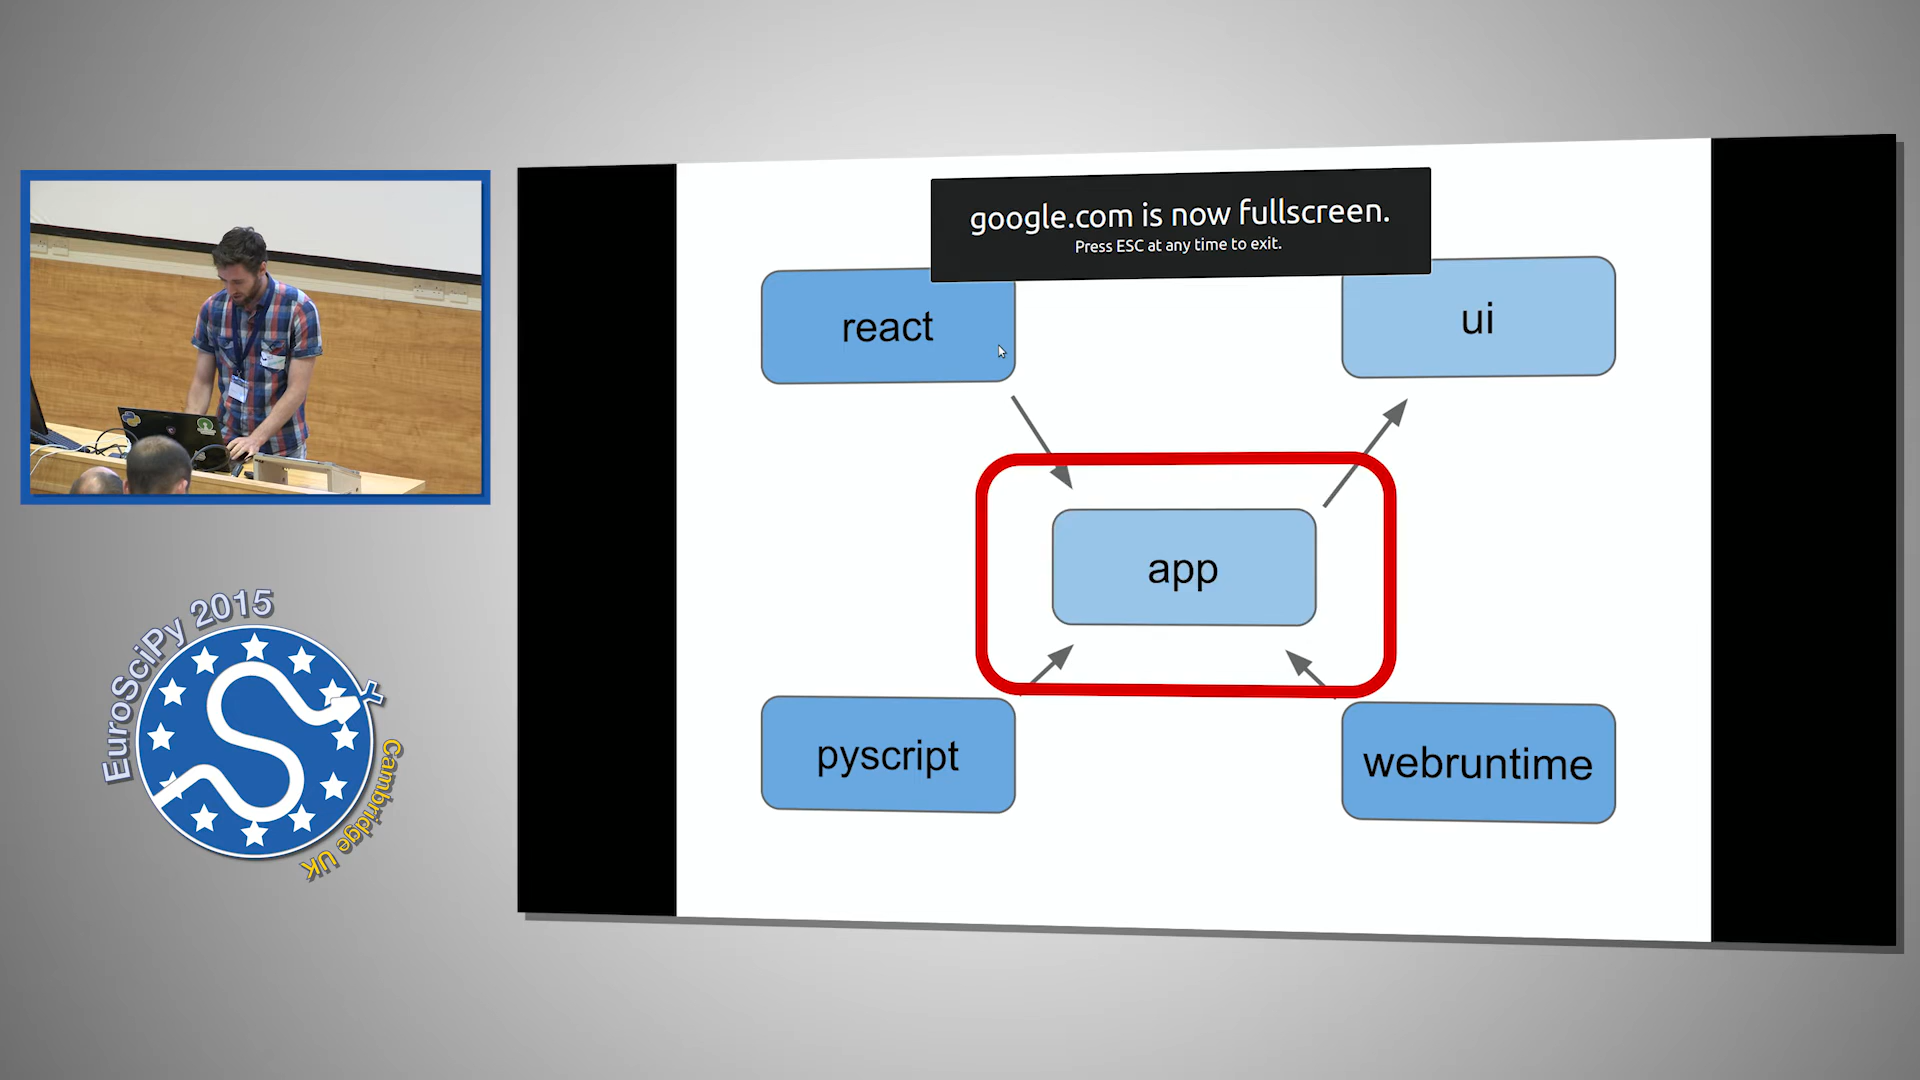 google.com is now fullscreen.
Press ESC at any time to exit.
react
ui
app
pyscript
webruntime
EuroSciPy 2015
Cambridge UK